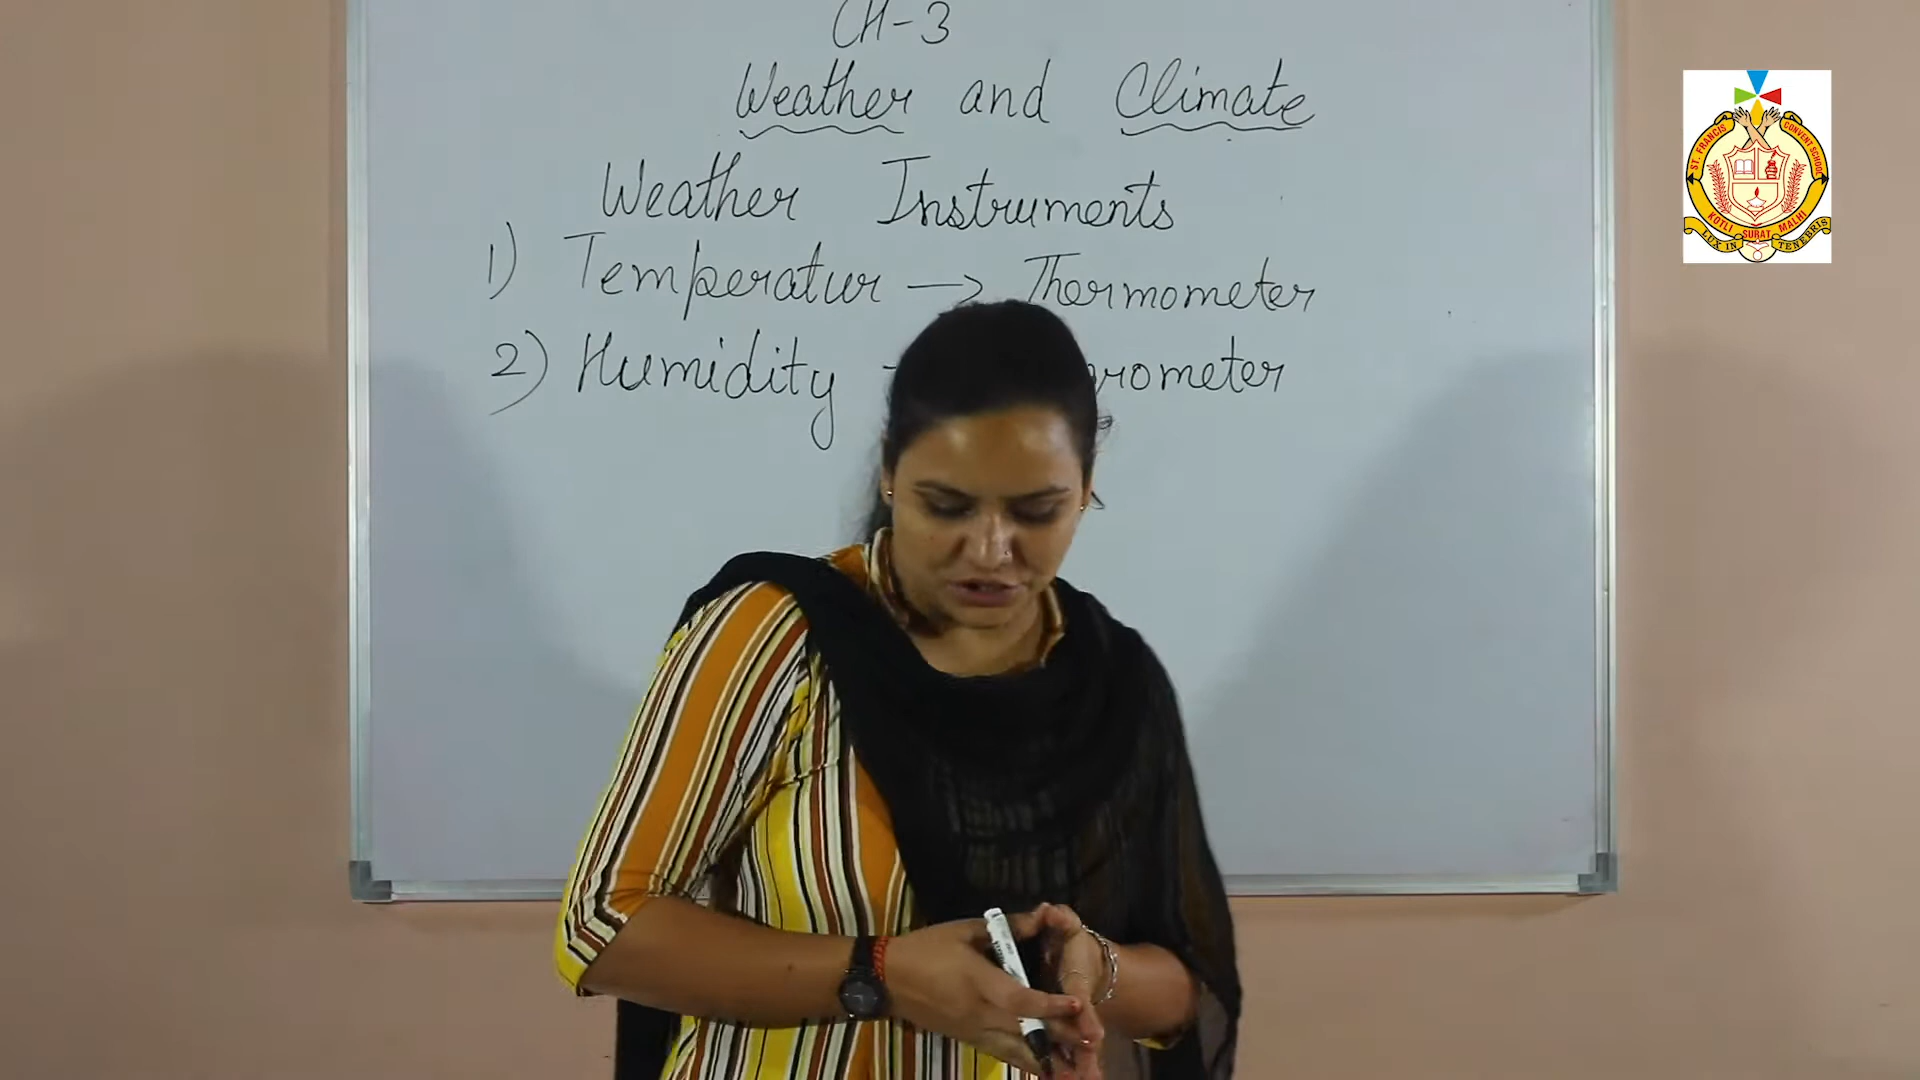 CH-3
Weather and Climate
Weather Instruments
1) Temperatur → Thermometer
2) Humidity
ST. FRANCIS CONVENT SCHOOL
KOTLI SURAT MALHI
LUX IN TENEBRIS